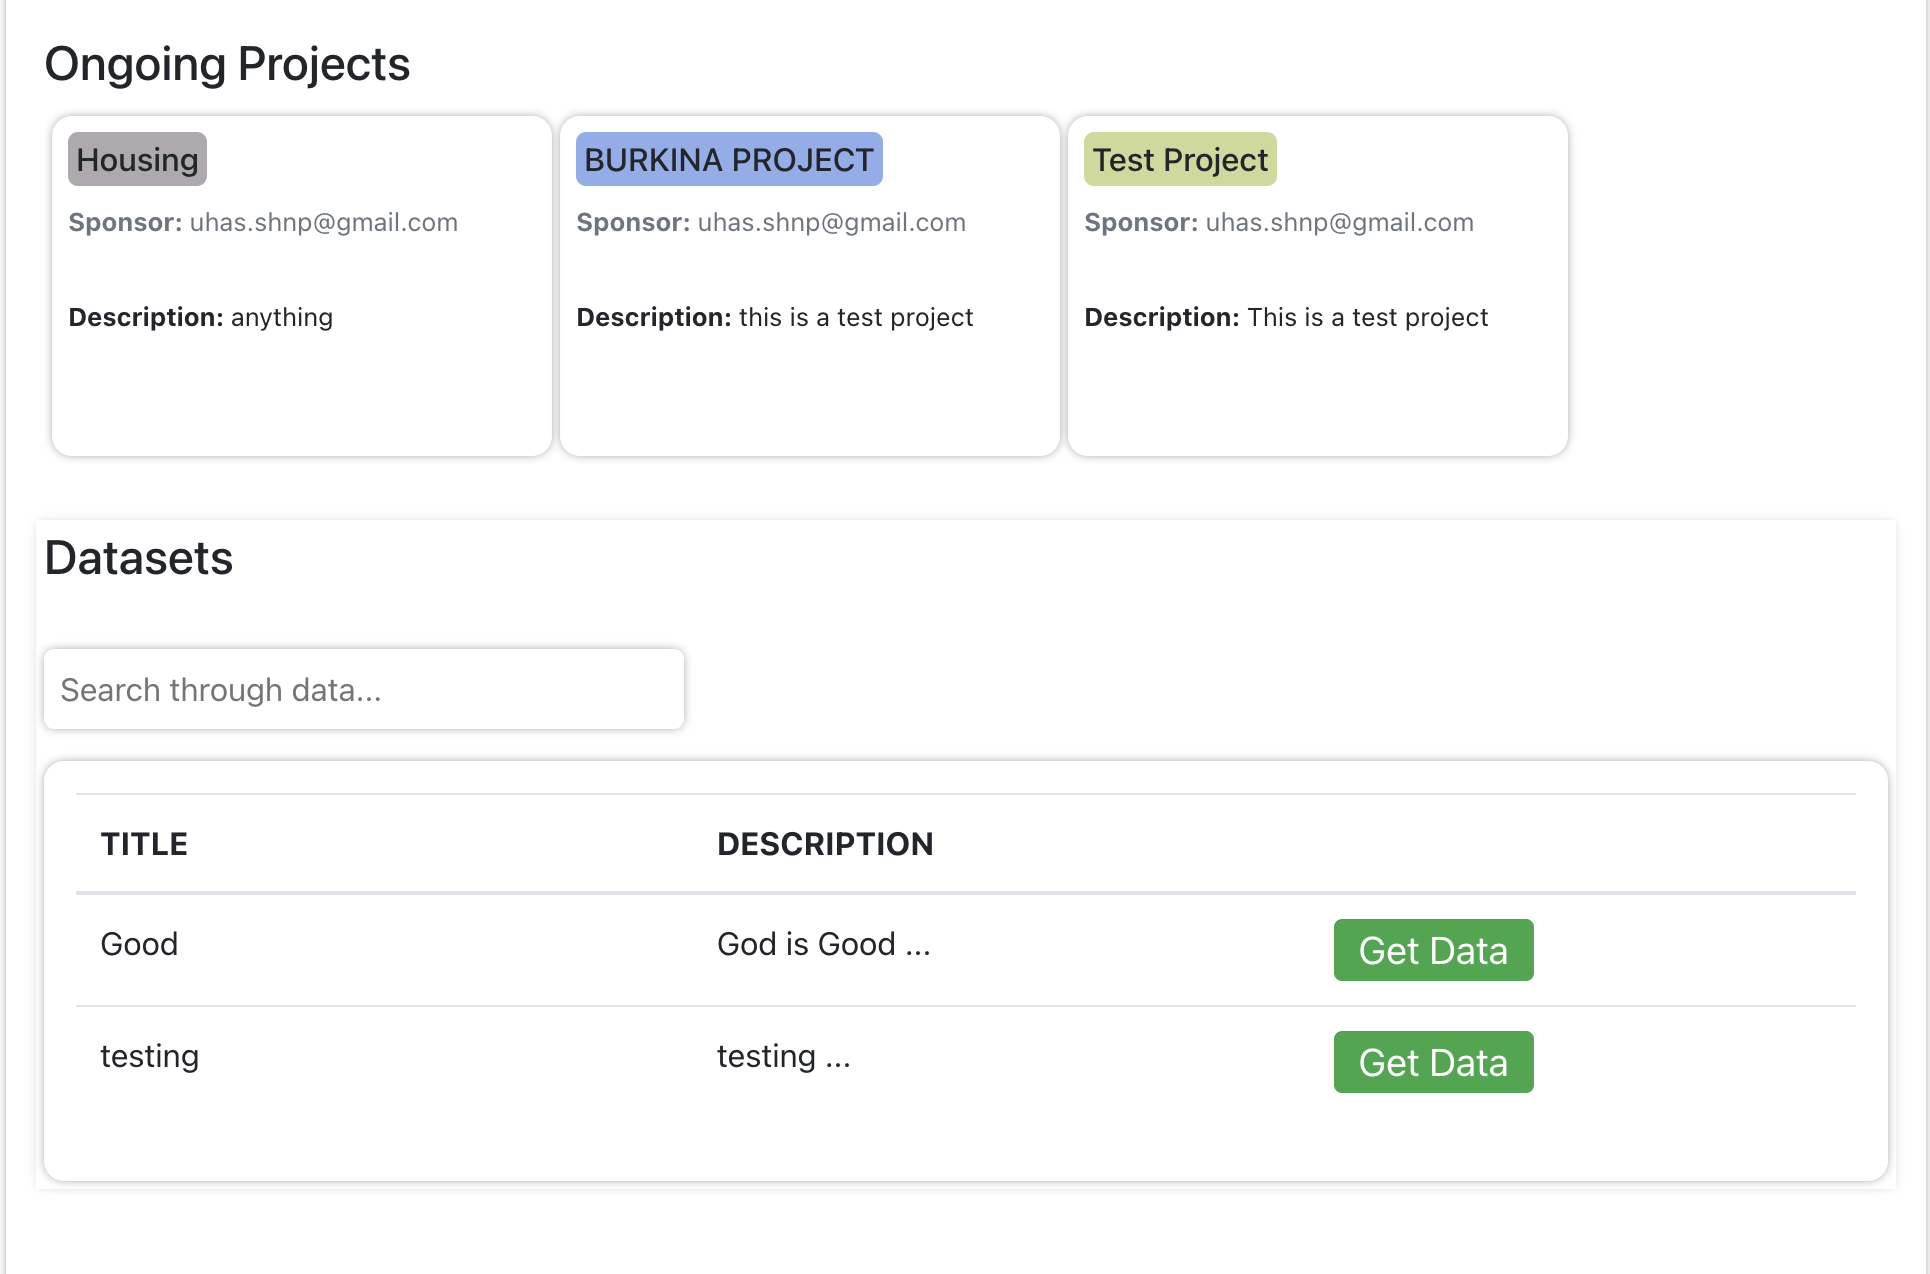 Ongoing Projects
Housing
Sponsor: uhas.shnp@gmail.com
Description: anything
BURKINA PROJECT
Sponsor: uhas.shnp@gmail.com
Description: this is a test project
Test Project
Sponsor: uhas.shnp@gmail.com
Description: This is a test project
Datasets
Search through data...
TITLE DESCRIPTION
Good God is Good ... Get Data
testing testing ... Get Data